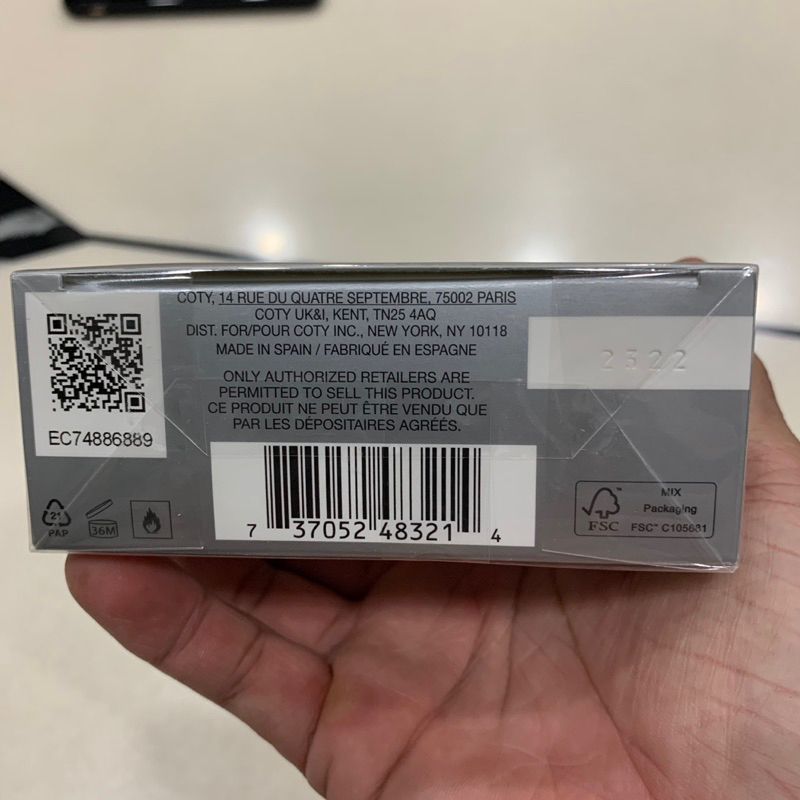 COTY, 14 RUE DU QUATRE SEPTEMBRE, 75002 PARIS
COTY UK&I, KENT, TN25 4AQ
DIST. FOR/POUR COTY INC., NEW YORK, NY 10118
MADE IN SPAIN / FABRIQUÉ EN ESPAGNE
ONLY AUTHORIZED RETAILERS ARE
PERMITTED TO SELL THIS PRODUCT.
CE PRODUIT NE PEUT ÊTRE VENDU QUE
PAR LES DÉPOSITAIRES AGRÉÉS.
EC74886889
2322
21
PAP
36M
7 37052 48321 4
FSC
MIX
Packaging
FSC™ C105681